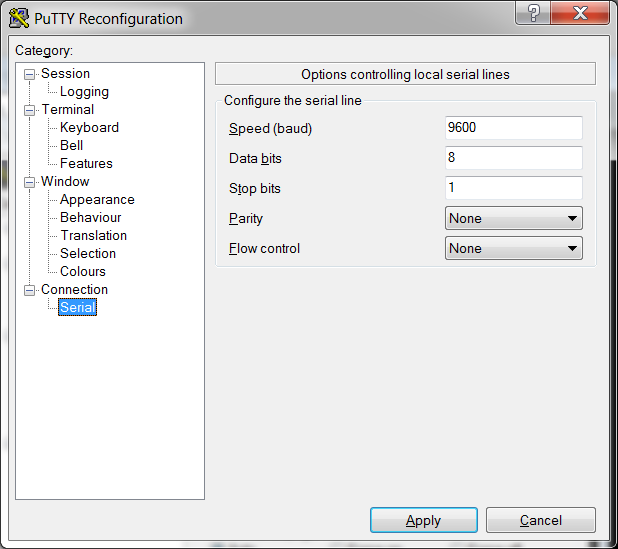 PuTTY Reconfiguration
Category:
Session
Logging
Terminal
Keyboard
Bell
Features
Window
Appearance
Behaviour
Translation
Selection
Colours
Connection
Serial
Options controlling local serial lines
Configure the serial line
Speed (baud) 9600
Data bits 8
Stop bits 1
Parity None
Flow control None
Apply Cancel